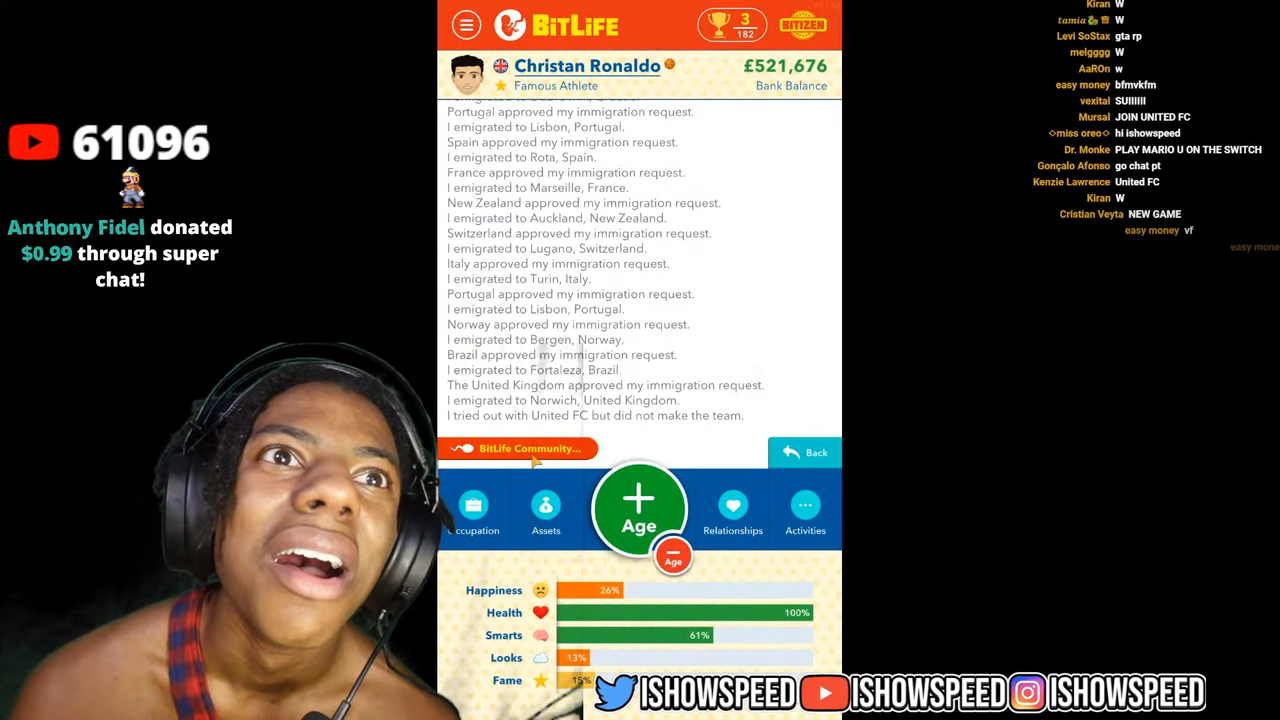 61096
Anthony Fidel donated
$0.99 through super
chat!
BITLIFE
3
182
BITIZEN
Christan Ronaldo
Famous Athlete
£521,676
Bank Balance
Portugal approved my immigration request.
I emigrated to Lisbon, Portugal.
Spain approved my immigration request.
I emigrated to Rota, Spain.
France approved my immigration request.
I emigrated to Marseille, France.
New Zealand approved my immigration request.
I emigrated to Auckland, New Zealand.
Switzerland approved my immigration request.
I emigrated to Lugano, Switzerland.
Italy approved my immigration request.
I emigrated to Turin, Italy.
Portugal approved my immigration request.
I emigrated to Lisbon, Portugal.
Norway approved my immigration request.
I emigrated to Bergen, Norway.
Brazil approved my immigration request.
I emigrated to Fortaleza, Brazil.
The United Kingdom approved my immigration request.
I emigrated to Norwich, United Kingdom.
I tried out with United FC but did not make the team.
BitLife Community...
Back
Occupation
Assets
Age
Age
Relationships
Activities
Happiness 26%
Health 100%
Smarts 61%
Looks 13%
Fame 15%
ISHOWSPEED ISHOWSPEED ISHOWSPEED
Kiran W
tamia W
Levi SoStax gta rp
melgggg W
AaROn w
easy money bfmvkfm
vexital SUIIIIII
Mursal JOIN UNITED FC
miss oreo hi ishowspeed
Dr. Monke PLAY MARIO U ON THE SWITCH
Gonçalo Afonso go chat pt
Kenzie Lawrence United FC
Kiran W
Cristian Veyta NEW GAME
easy money vf
easy mone